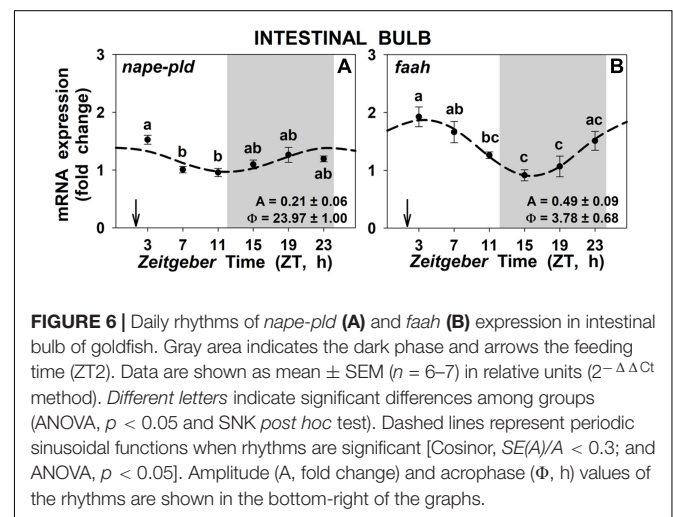 INTESTINAL BULB
mRNA expression
(fold change)
3
2
1
0
nape-pld
A
a
b
b
ab
ab
ab
A = 0.21 ± 0.06
Φ = 23.97 ± 1.00
3 7 11 15 19 23
Zeitgeber Time (ZT, h)
3
2
1
0
faah
B
a
ab
bc
c
c
ac
A = 0.49 ± 0.09
Φ = 3.78 ± 0.68
3 7 11 15 19 23
Zeitgeber Time (ZT, h)
FIGURE 6 | Daily rhythms of nape-pld (A) and faah (B) expression in intestinal
bulb of goldfish. Gray area indicates the dark phase and arrows the feeding
time (ZT2). Data are shown as mean ± SEM (n = 6–7) in relative units (2− Δ Δ Ct
method). Different letters indicate significant differences among groups
(ANOVA, p < 0.05 and SNK post hoc test). Dashed lines represent periodic
sinusoidal functions when rhythms are significant [Cosinor, SE(A)/A < 0.3; and
ANOVA, p < 0.05]. Amplitude (A, fold change) and acrophase (Φ, h) values of
the rhythms are shown in the bottom-right of the graphs.